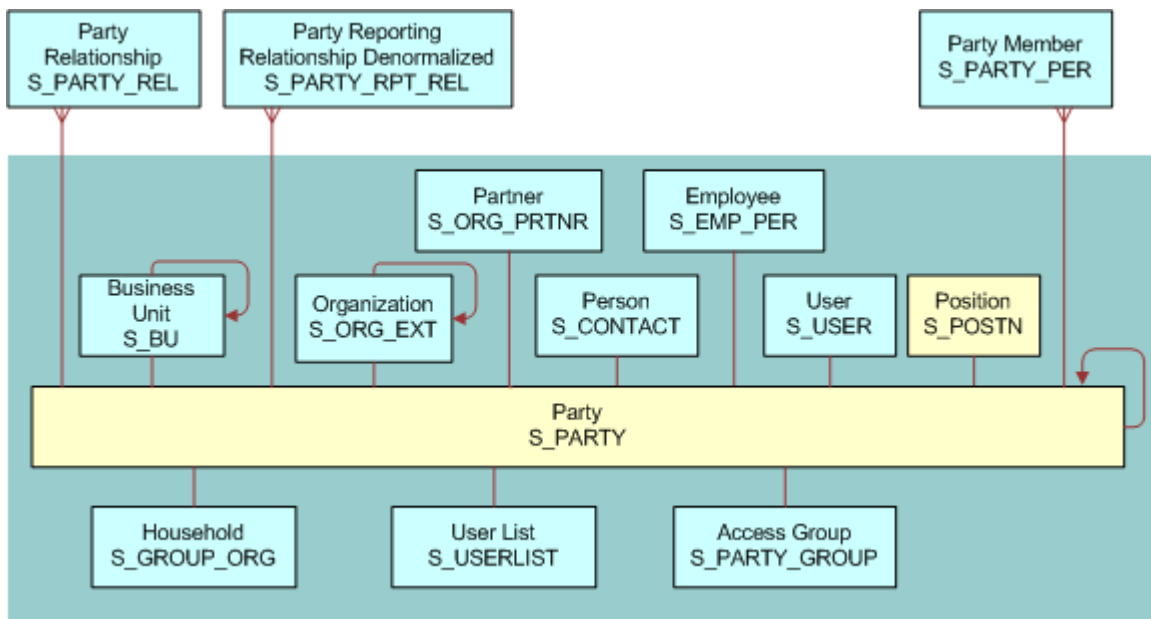 Party
Relationship
S_PARTY_REL
Party Reporting
Relationship Denormalized
S_PARTY_RPT_REL
Party Member
S_PARTY_PER
Partner
S_ORG_PRTNR
Employee
S_EMP_PER
Business
Unit
S_BU
Organization
S_ORG_EXT
Person
S_CONTACT
User
S_USER
Position
S_POSTN
Party
S_PARTY
Household
S_GROUP_ORG
User List
S_USERLIST
Access Group
S_PARTY_GROUP